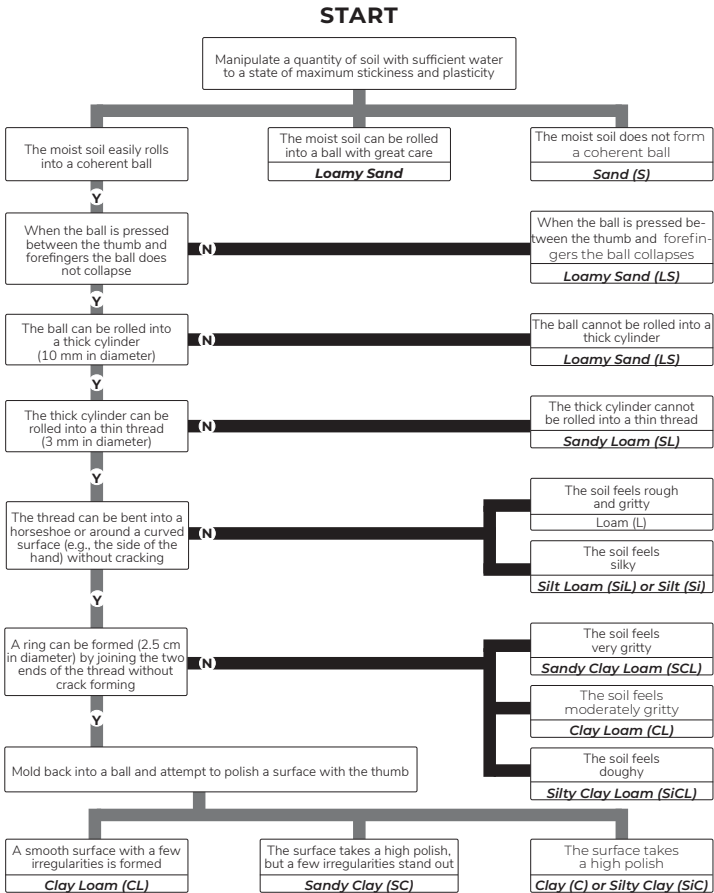 START
Manipulate a quantity of soil with sufficient water
to a state of maximum stickiness and plasticity
The moist soil easily rolls
into a coherent ball
The moist soil can be rolled
into a ball with great care
Loamy Sand
The moist soil does not form
a coherent ball
Sand (S)
Y
When the ball is pressed
between the thumb and
forefingers the ball does
not collapse
N
When the ball is pressed be-
tween the thumb and forefin-
gers the ball collapses
Loamy Sand (LS)
Y
The ball can be rolled into
a thick cylinder
(10 mm in diameter)
N
The ball cannot be rolled into a
thick cylinder
Loamy Sand (LS)
Y
The thick cylinder can be
rolled into a thin thread
(3 mm in diameter)
N
The thick cylinder cannot
be rolled into a thin thread
Sandy Loam (SL)
Y
The thread can be bent into a
horseshoe or around a curved
surface (e.g., the side of the
hand) without cracking
N
The soil feels rough
and gritty
Loam (L)
The soil feels
silky
Silt Loam (SiL) or Silt (Si)
Y
A ring can be formed (2.5 cm
in diameter) by joining the two
ends of the thread without
crack forming
N
The soil feels
very gritty
Sandy Clay Loam (SCL)
The soil feels
moderately gritty
Clay Loam (CL)
The soil feels
doughy
Silty Clay Loam (SiCL)
Y
Mold back into a ball and attempt to polish a surface with the thumb
A smooth surface with a few
irregularities is formed
Clay Loam (CL)
The surface takes a high polish,
but a few irregularities stand out
Sandy Clay (SC)
The surface takes
a high polish
Clay (C) or Silty Clay (SiC)